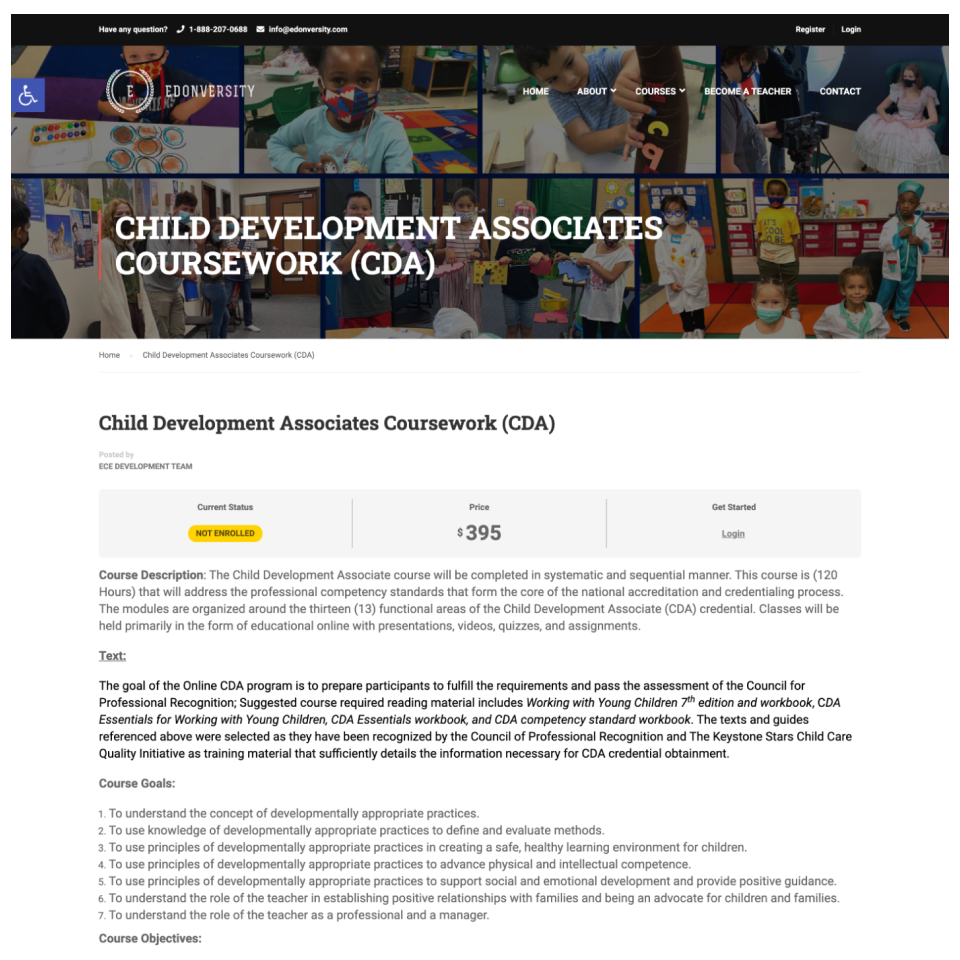 Have any question? 1-888-207-0688 info@edonversity.com Register Login
E EDONVERSITY
HOME ABOUT COURSES BECOME A TEACHER CONTACT
CHILD DEVELOPMENT ASSOCIATES
COURSEWORK (CDA)
Home Child Development Associates Coursework (CDA)
Child Development Associates Coursework (CDA)
Posted by
ECE DEVELOPMENT TEAM
Current Status Price Get Started
NOT ENROLLED $395 Login
Course Description: The Child Development Associate course will be completed in systematic and sequential manner. This course is (120
Hours) that will address the professional competency standards that form the core of the national accreditation and credentialing process.
The modules are organized around the thirteen (13) functional areas of the Child Development Associate (CDA) credential. Classes will be
held primarily in the form of educational online with presentations, videos, quizzes, and assignments.
Text:
The goal of the Online CDA program is to prepare participants to fulfill the requirements and pass the assessment of the Council for
Professional Recognition; Suggested course required reading material includes Working with Young Children 7th edition and workbook, CDA
Essentials for Working with Young Children, CDA Essentials workbook, and CDA competency standard workbook. The texts and guides
referenced above were selected as they have been recognized by the Council of Professional Recognition and The Keystone Stars Child Care
Quality Initiative as training material that sufficiently details the information necessary for CDA credential obtainment.
Course Goals:
1. To understand the concept of developmentally appropriate practices.
2. To use knowledge of developmentally appropriate practices to define and evaluate methods.
3. To use principles of developmentally appropriate practices in creating a safe, healthy learning environment for children.
4. To use principles of developmentally appropriate practices to advance physical and intellectual competence.
5. To use principles of developmentally appropriate practices to support social and emotional development and provide positive guidance.
6. To understand the role of the teacher in establishing positive relationships with families and being an advocate for children and families.
7. To understand the role of the teacher as a professional and a manager.
Course Objectives: